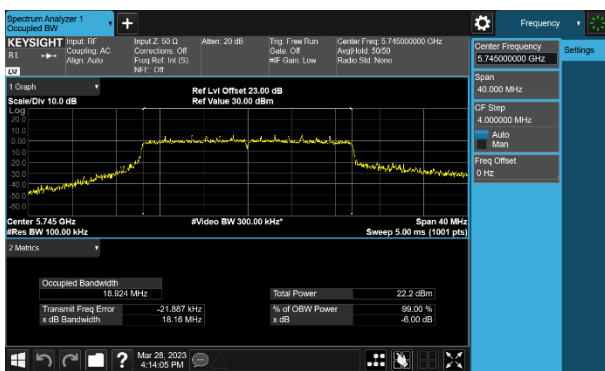 Spectrum Analyzer 1
Occupied BW
Frequency
KEYSIGHT
Input: RF
Coupling: AC
Align: Auto
Input Z: 50 Ω
Corrections: Off
Freq Ref: Int (S)
NFE: Off
Atten: 20 dB
Trig: Free Run
Gate: Off
#IF Gain: Low
Center Freq: 5.745000000 GHz
Avg|Hold: 50/50
Radio Std: None
Center Frequency
5.745000000 GHz
Settings
Span
40.000 MHz
CF Step
4.000000 MHz
Auto
Man
Freq Offset
0 Hz
1 Graph
Scale/Div 10.0 dB
Ref Lvl Offset 23.00 dB
Ref Value 30.00 dBm
Log
20.0
10.0
0.00
-10.0
-20.0
-30.0
-40.0
-50.0
-60.0
Center 5.745 GHz
#Video BW 300.00 kHz*
Span 40 MHz
#Res BW 100.00 kHz
Sweep 5.00 ms (1001 pts)
2 Metrics
Occupied Bandwidth
18.924 MHz
Total Power
22.2 dBm
Transmit Freq Error
-21.887 kHz
% of OBW Power
99.00 %
x dB Bandwidth
18.16 MHz
x dB
-6.00 dB
Mar 28, 2023
4:14:05 PM